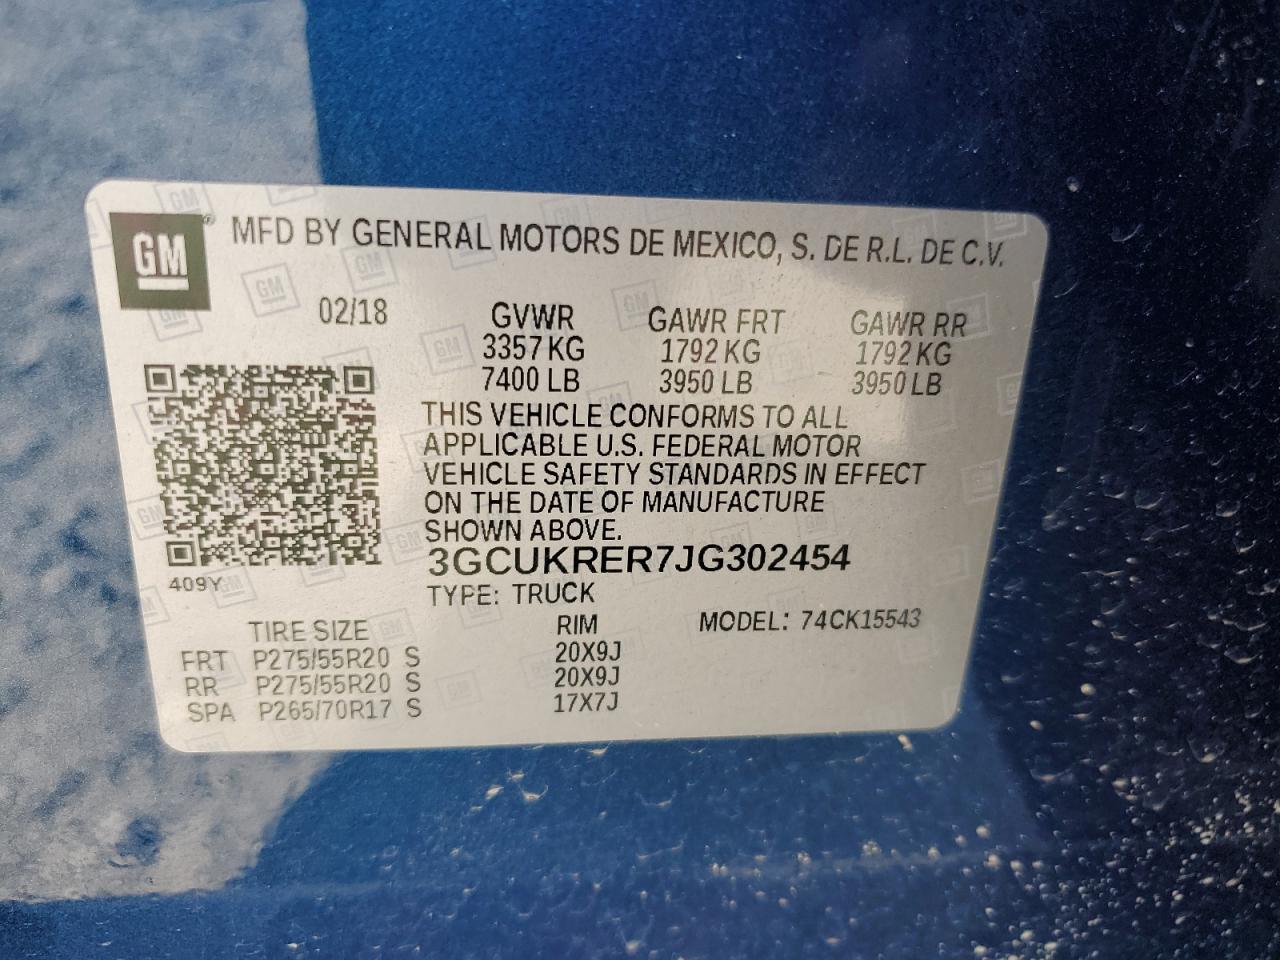 GM ® MFD BY GENERAL MOTORS DE MEXICO, S. DE R.L. DE C.V.
02/18 GVWR GAWR FRT GAWR RR
3357 KG 1792 KG 1792 KG
7400 LB 3950 LB 3950 LB
THIS VEHICLE CONFORMS TO ALL
APPLICABLE U.S. FEDERAL MOTOR
VEHICLE SAFETY STANDARDS IN EFFECT
ON THE DATE OF MANUFACTURE
SHOWN ABOVE.
3GCUKRER7JG302454
409Y
TYPE: TRUCK
TIRE SIZE RIM MODEL: 74CK15543
FRT P275/55R20 S 20X9J
RR P275/55R20 S 20X9J
SPA P265/70R17 S 17X7J